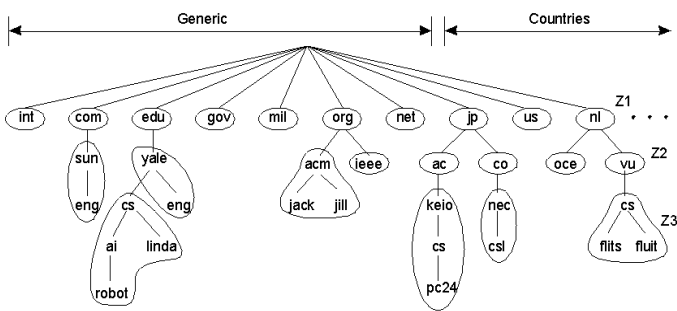 Generic Countries
int com edu gov mil org net jp us nl Z1 . . .
sun yale acm ieee ac co oce vu Z2
eng cs eng jack jill keio nec cs Z3
ai linda cs csl flits fluit
robot pc24